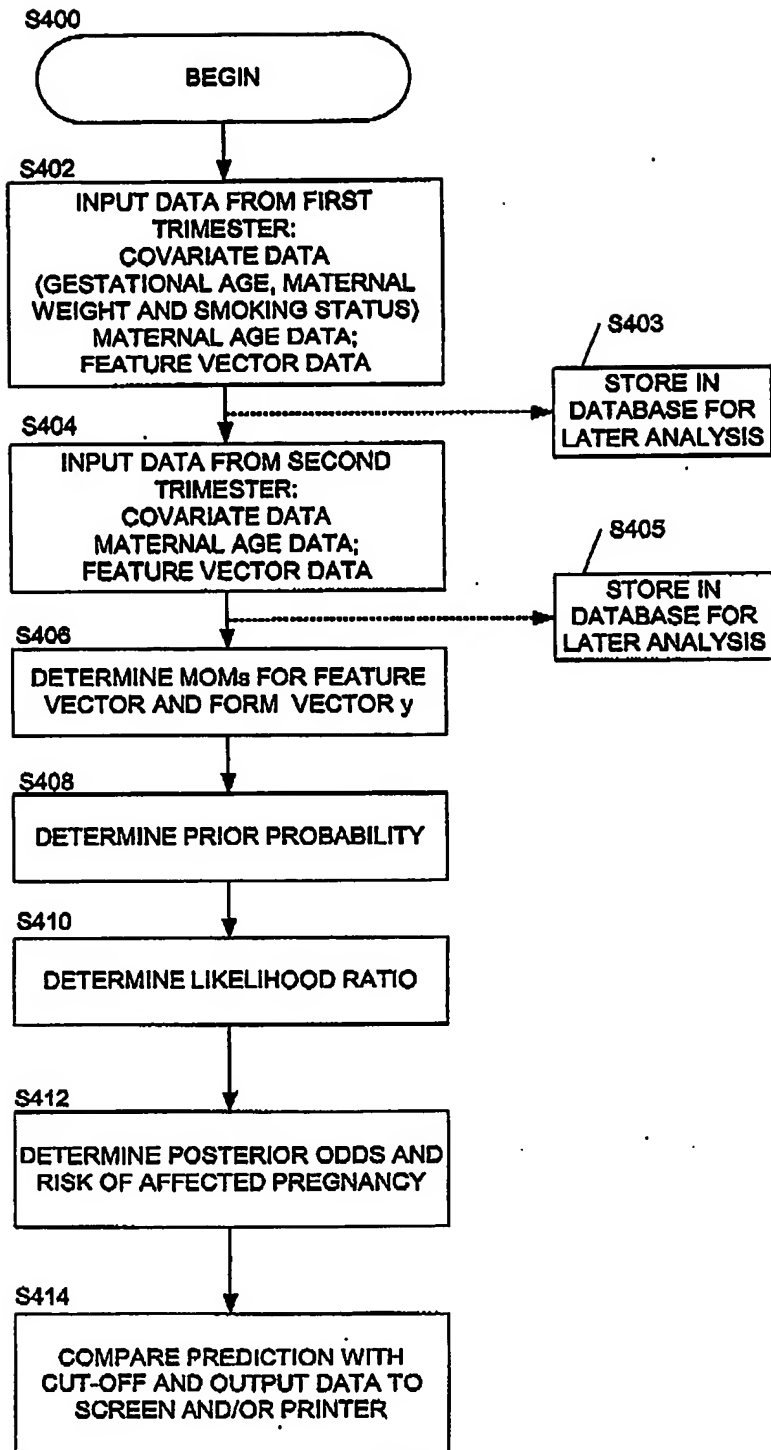 S400
BEGIN
S402
INPUT DATA FROM FIRST
TRIMESTER:
COVARIATE DATA
(GESTATIONAL AGE, MATERNAL
WEIGHT AND SMOKING STATUS)
MATERNAL AGE DATA;
FEATURE VECTOR DATA
S403
STORE IN
DATABASE FOR
LATER ANALYSIS
S404
INPUT DATA FROM SECOND
TRIMESTER:
COVARIATE DATA
MATERNAL AGE DATA;
FEATURE VECTOR DATA
S405
STORE IN
DATABASE FOR
LATER ANALYSIS
S406
DETERMINE MOMs FOR FEATURE
VECTOR AND FORM VECTOR y
S408
DETERMINE PRIOR PROBABILITY
S410
DETERMINE LIKELIHOOD RATIO
S412
DETERMINE POSTERIOR ODDS AND
RISK OF AFFECTED PREGNANCY
S414
COMPARE PREDICTION WITH
CUT-OFF AND OUTPUT DATA TO
SCREEN AND/OR PRINTER